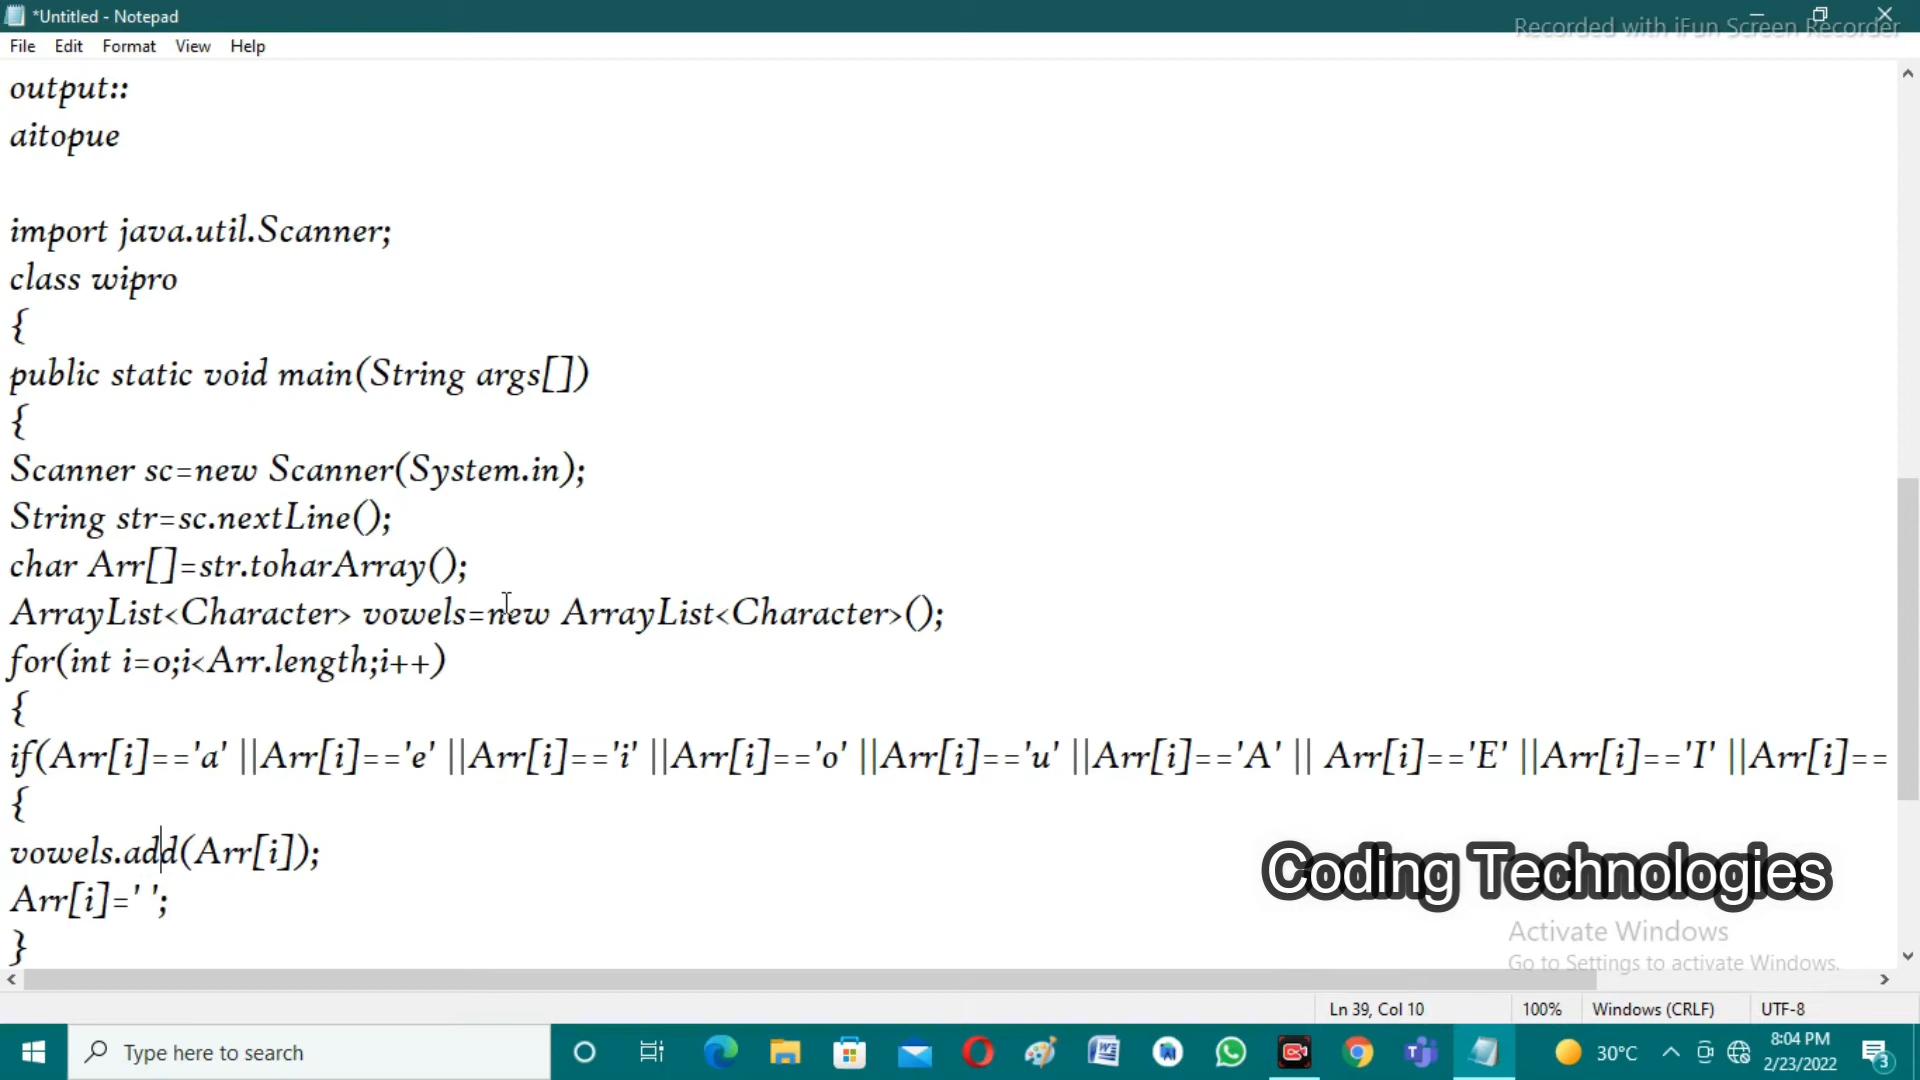 *Untitled - Notepad
Recorded with iFun Screen Recorder
File Edit Format View Help
output::
aitopue
import java.util.Scanner;
class wipro
{
public static void main(String args[])
{
Scanner sc=new Scanner(System.in);
String str=sc.nextLine();
char Arr[]=str.toharArray();
ArrayList<Character> vowels=new ArrayList<Character>();
for(int i=0;i<Arr.length;i++)
{
if(Arr[i]=='a' ||Arr[i]=='e' ||Arr[i]=='i' ||Arr[i]=='o' ||Arr[i]=='u' ||Arr[i]=='A' || Arr[i]=='E' ||Arr[i]=='I' ||Arr[i]==
{
vowels.add(Arr[i]);
Arr[i]=' ';
}
Coding Technologies
Activate Windows
Go to Settings to activate Windows.
Ln 39, Col 10 100% Windows (CRLF) UTF-8
Type here to search
30°C
8:04 PM
2/23/2022
3